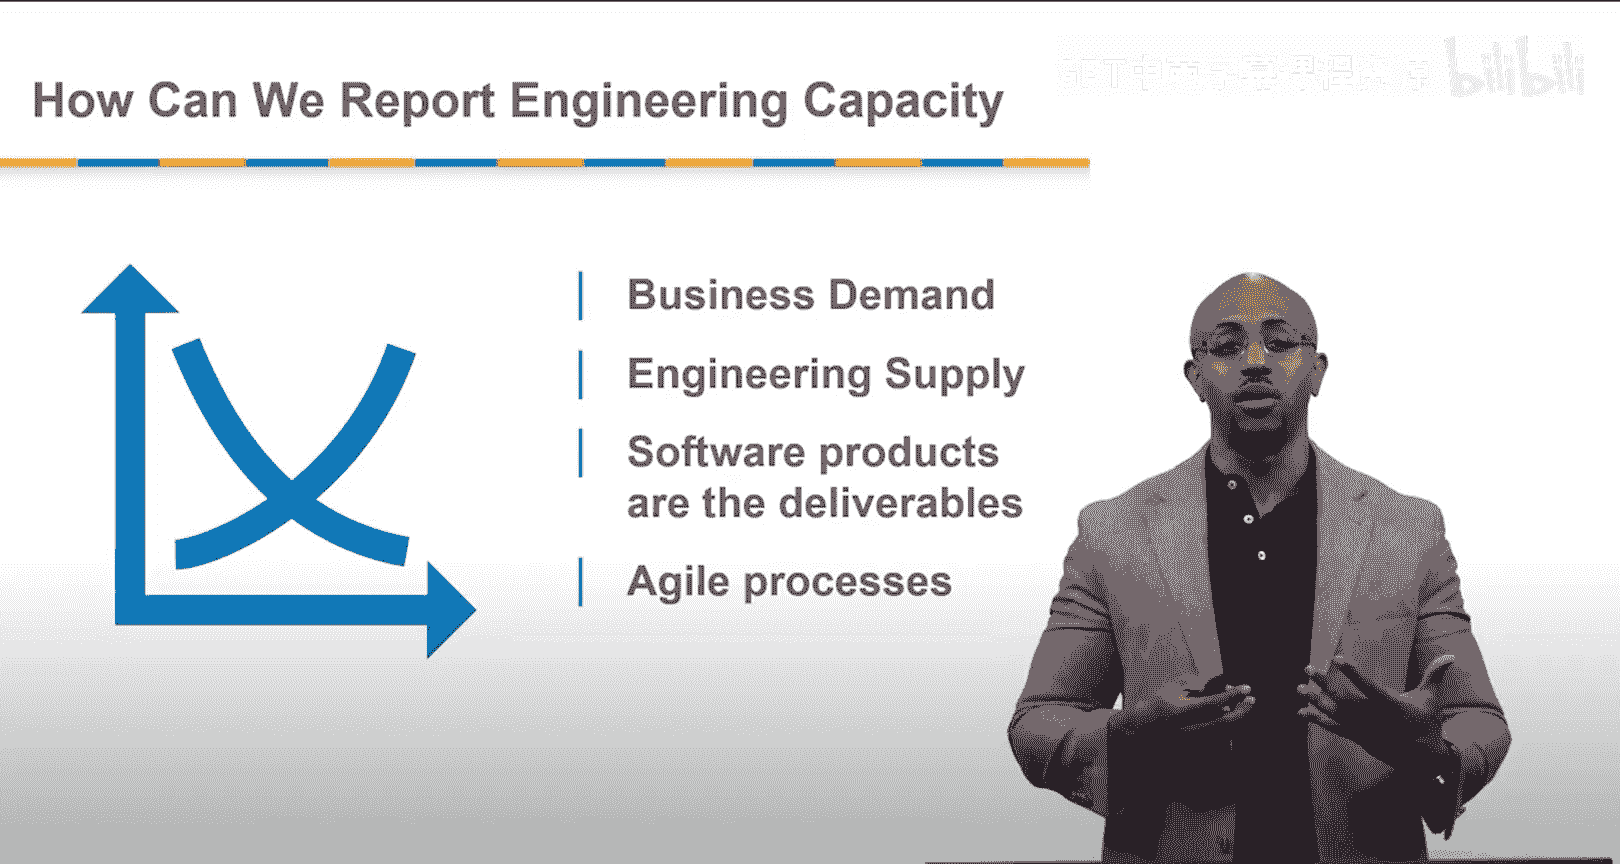 How Can We Report Engineering Capacity
bilibili
Business Demand
Engineering Supply
Software products
are the deliverables
Agile processes